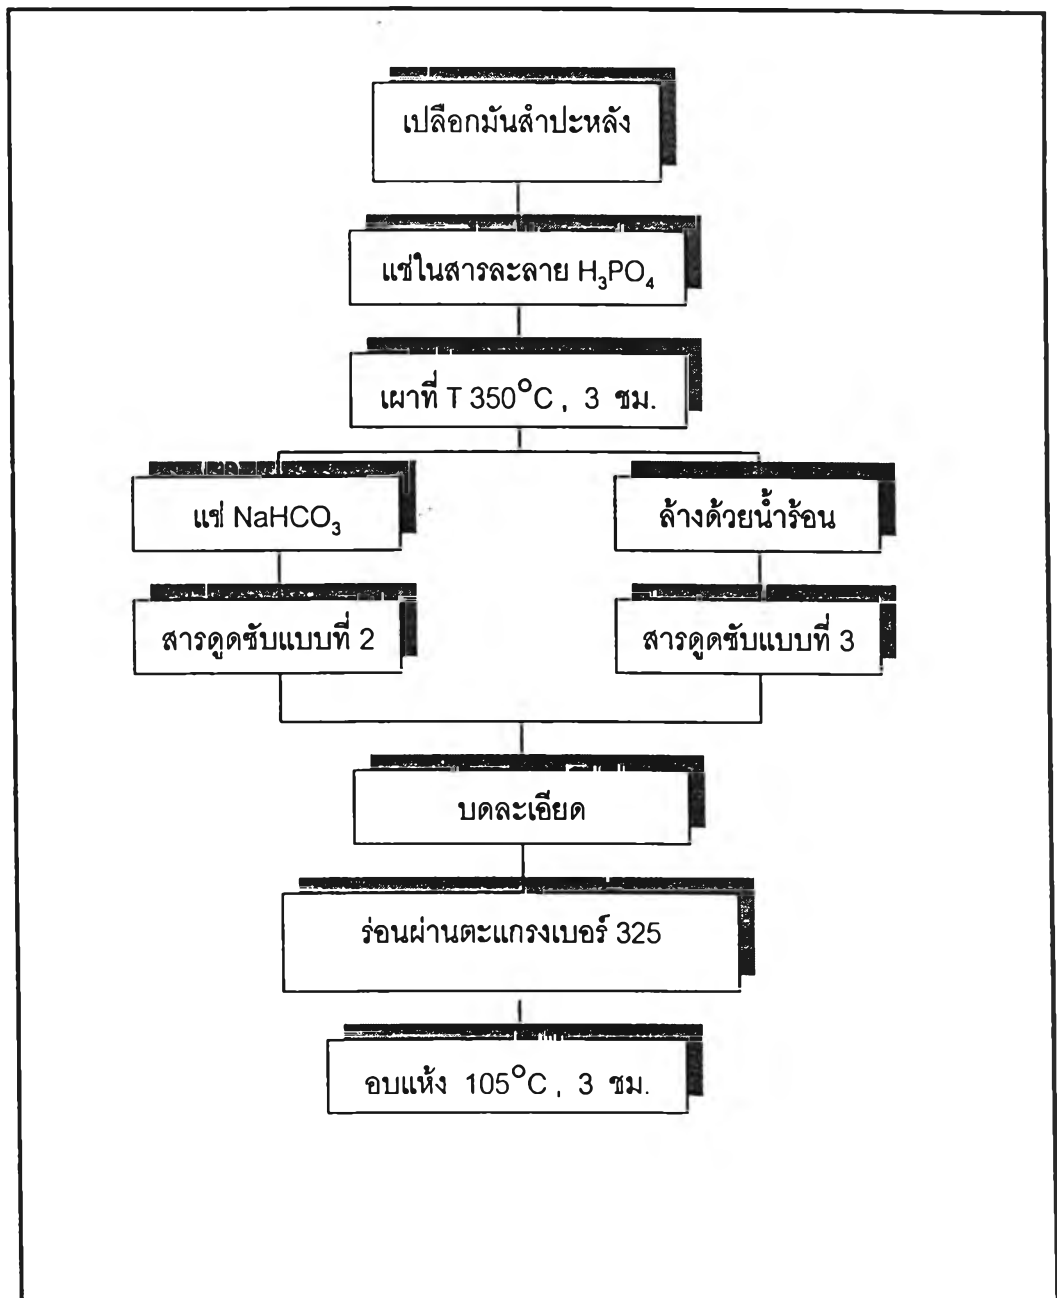 เปลือกมันสำปะหลัง
แช่ในสารละลาย H₃PO₄
เผาที่ T 350°C , 3 ชม.
แช่ NaHCO₃
ล้างด้วยน้ำร้อน
สารดูดซับแบบที่ 2
สารดูดซับแบบที่ 3
บดละเอียด
ร่อนผ่านตะแกรงเบอร์ 325
อบแห้ง 105°C , 3 ชม.